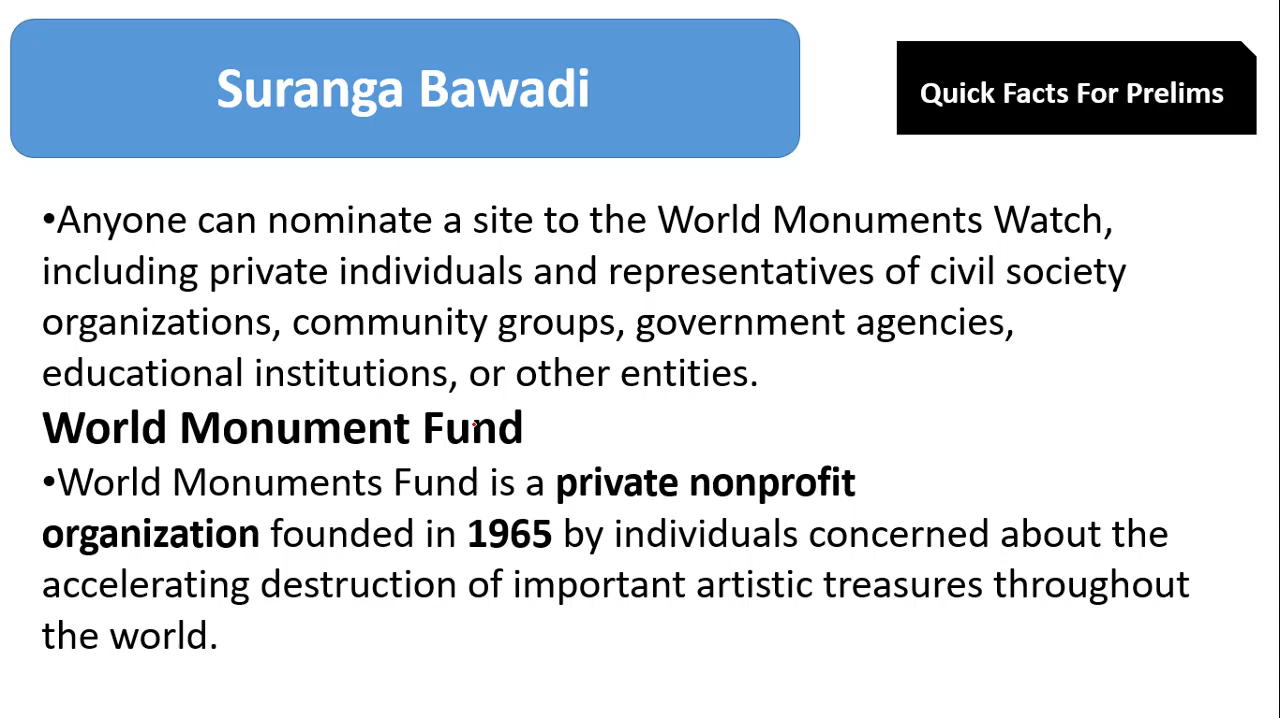 Suranga Bawadi
Quick Facts For Prelims
•Anyone can nominate a site to the World Monuments Watch,
including private individuals and representatives of civil society
organizations, community groups, government agencies,
educational institutions, or other entities.
World Monument Fund
•World Monuments Fund is a private nonprofit
organization founded in 1965 by individuals concerned about the
accelerating destruction of important artistic treasures throughout
the world.